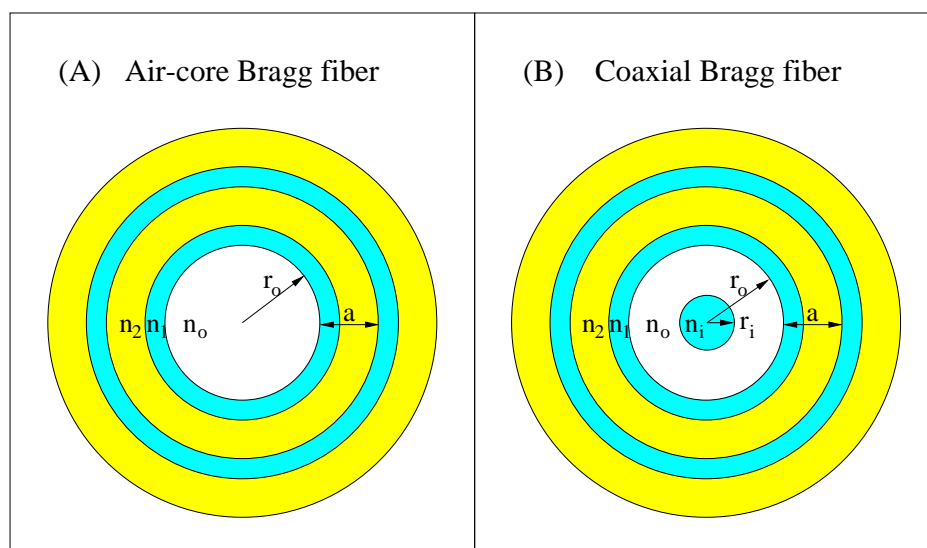 (A) Air-core Bragg fiber
r_o
a
n_2 n_1 n_o
(B) Coaxial Bragg fiber
r_o
a
n_2 n_1 n_o n_i r_i